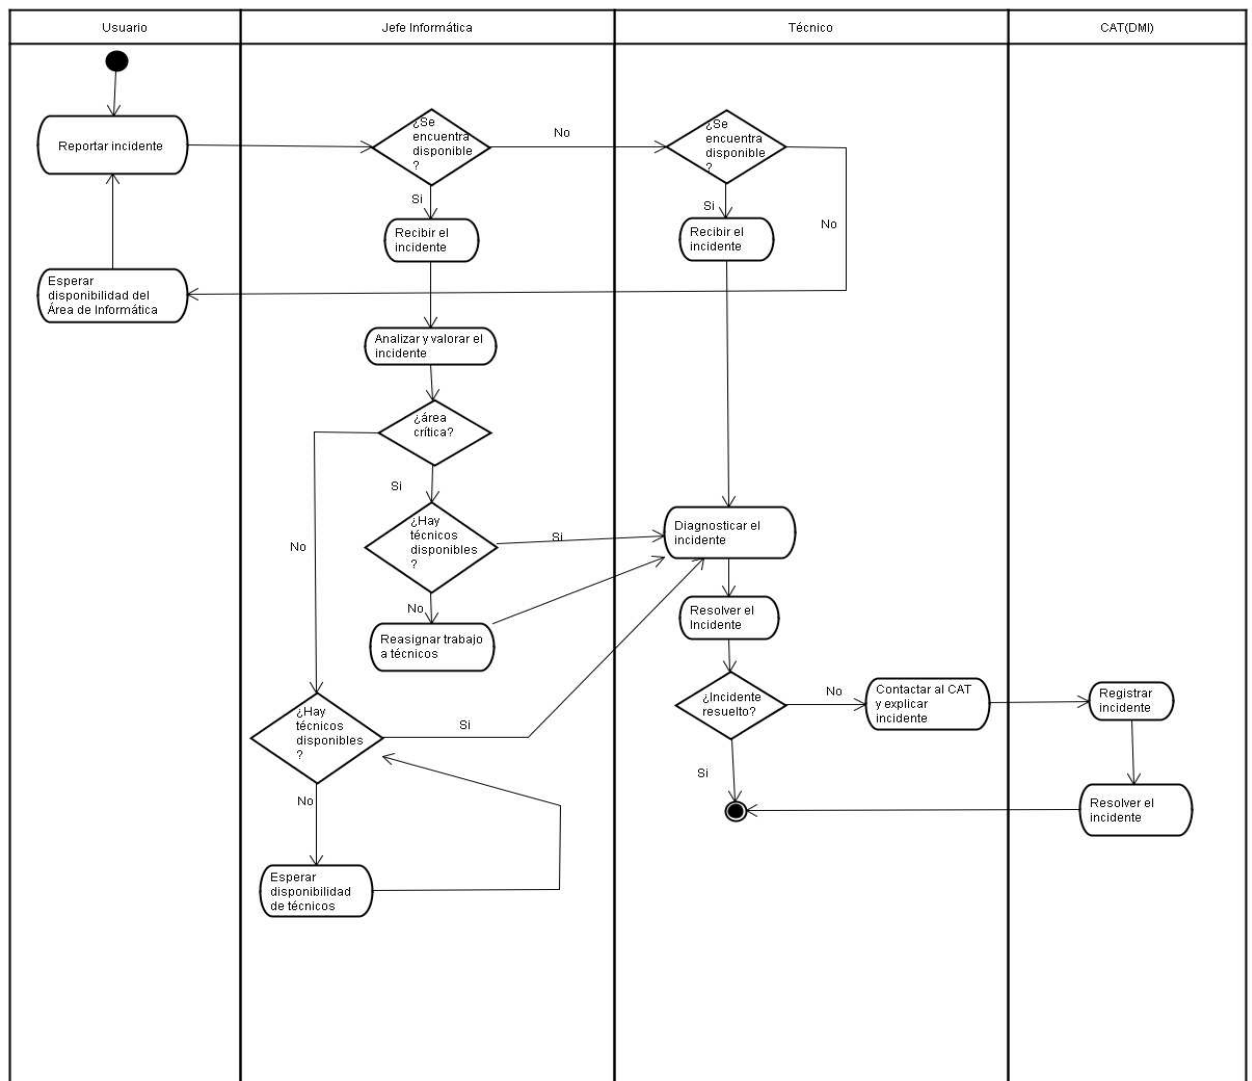 Usuario
Jefe Informática
Técnico
CAT(DMI)
Reportar incidente
¿Se
encuentra
disponible
?
No
¿Se
encuentra
disponible
?
Si
Si
No
Recibir el
incidente
Recibir el
incidente
Esperar
disponibilidad del
Área de Informática
Analizar y valorar el
incidente
¿área
crítica?
Si
No
¿Hay
técnicos
disponibles
?
Si
Diagnosticar el
incidente
No
Reasignar trabajo
a técnicos
Resolver el
Incidente
¿Incidente
resuelto?
No
Contactar al CAT
y explicar
incidente
Registrar
incidente
¿Hay
técnicos
disponibles
?
Si
Si
No
Resolver el
incidente
Esperar
disponibilidad
de técnicos